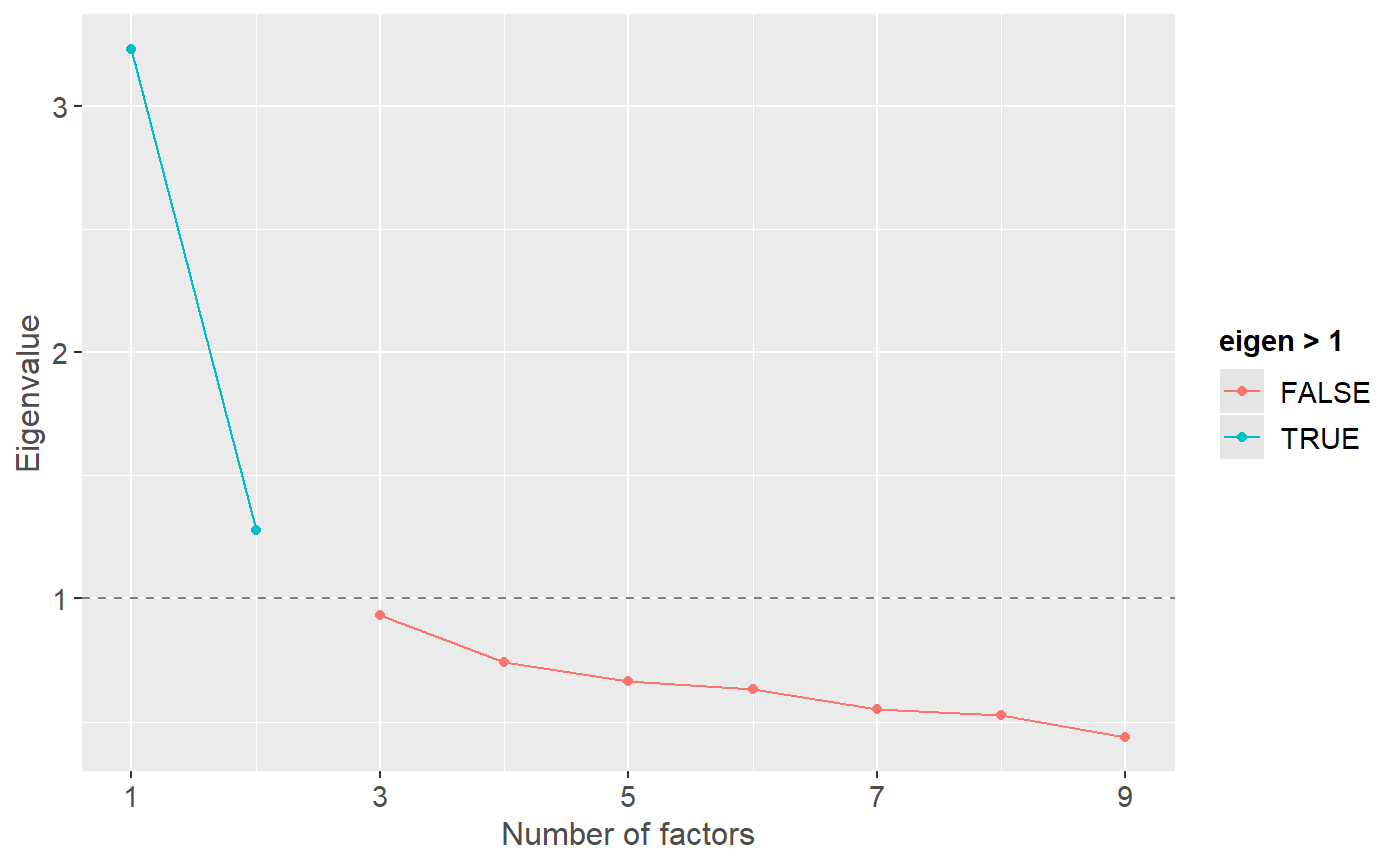 3
2
1
Eigenvalue
1 3 5 7 9
Number of factors
eigen > 1
FALSE
TRUE